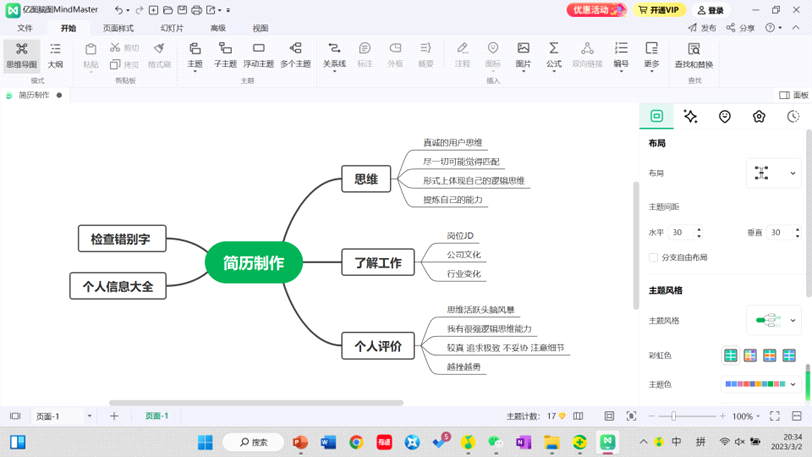 亿图脑图MindMaster
优惠活动
开通VIP
登录
文件 开始 页面样式 幻灯片 高级 视图
发布 分享
思维导图 大纲 粘贴 剪切 拷贝 格式刷 主题 子主题 浮动主题 多个主题 关系线 标注 外框 概要 注释 图标 图片 公式 双向链接 编号 更多 查找和替换
模式 剪贴板 主题 插入 查找
简历制作
面板
真诚的用户思维
尽一切可能觉得匹配
思维
形式上体现自己的逻辑思维
提炼自己的能力
检查错别字
岗位JD
简历制作
了解工作
公司文化
个人信息大全
行业变化
思维活跃头脑风暴
我有很强逻辑思维能力
个人评价
较真 追求极致 不妥协 注意细节
越挫越勇
布局
布局
主题间距
水平 30 垂直 30
分支自由布局
主题风格
主题风格
彩虹色
主题色
页面-1 页面-1 主题计数: 17 100%
搜索
有道
5
中 拼
20:34
2023/3/2